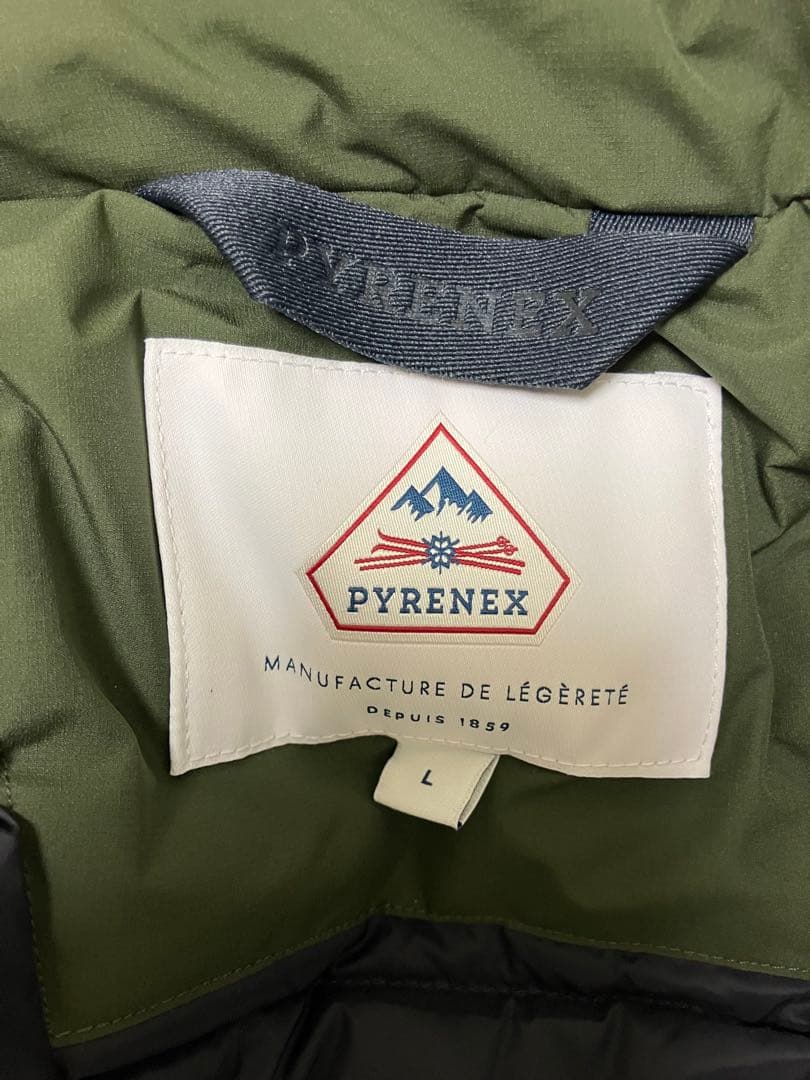 PYRENEX
PYRENEX
MANUFACTURE DE LÉGÈRETÉ
DEPUIS 1859
L